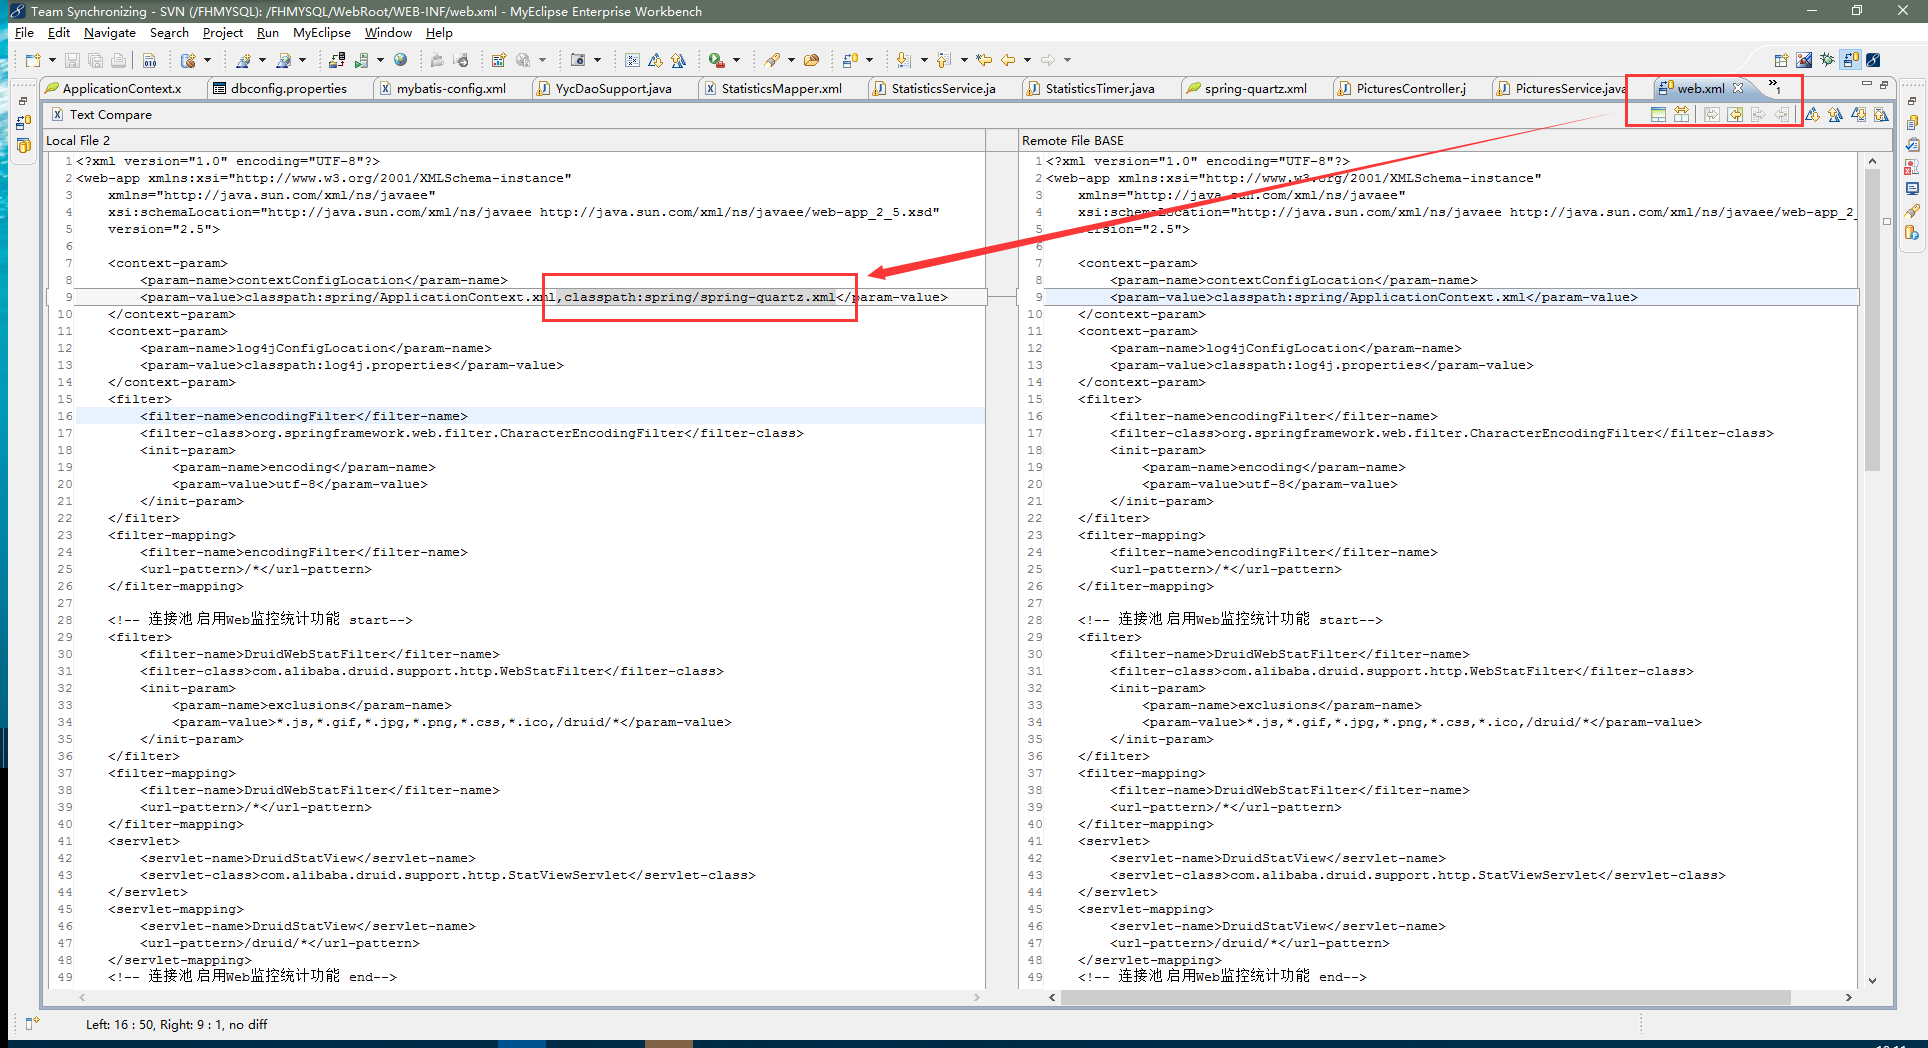 Team Synchronizing - SVN (/FHMYSQL): /FHMYSQL/WebRoot/WEB-INF/web.xml - MyEclipse Enterprise Workbench
File Edit Navigate Search Project Run MyEclipse Window Help
ApplicationContext.x dbconfig.properties mybatis-config.xml YycDaoSupport.java StatisticsMapper.xml StatisticsService.ja StatisticsTimer.java spring-quartz.xml PicturesController.j PicturesService.java web.xml »1
Text Compare
Local File 2
1 <?xml version="1.0" encoding="UTF-8"?>
2 <web-app xmlns:xsi="http://www.w3.org/2001/XMLSchema-instance"
3 xmlns="http://java.sun.com/xml/ns/javaee"
4 xsi:schemaLocation="http://java.sun.com/xml/ns/javaee http://java.sun.com/xml/ns/javaee/web-app_2_5.xsd"
5 version="2.5">
6
7 <context-param>
8 <param-name>contextConfigLocation</param-name>
9 <param-value>classpath:spring/ApplicationContext.xml,classpath:spring/spring-quartz.xml</param-value>
10 </context-param>
11 <context-param>
12 <param-name>log4jConfigLocation</param-name>
13 <param-value>classpath:log4j.properties</param-value>
14 </context-param>
15 <filter>
16 <filter-name>encodingFilter</filter-name>
17 <filter-class>org.springframework.web.filter.CharacterEncodingFilter</filter-class>
18 <init-param>
19 <param-name>encoding</param-name>
20 <param-value>utf-8</param-value>
21 </init-param>
22 </filter>
23 <filter-mapping>
24 <filter-name>encodingFilter</filter-name>
25 <url-pattern>/*</url-pattern>
26 </filter-mapping>
27
28 <!-- 连接池 启用Web监控统计功能 start-->
29 <filter>
30 <filter-name>DruidWebStatFilter</filter-name>
31 <filter-class>com.alibaba.druid.support.http.WebStatFilter</filter-class>
32 <init-param>
33 <param-name>exclusions</param-name>
34 <param-value>*.js,*.gif,*.jpg,*.png,*.css,*.ico,/druid/*</param-value>
35 </init-param>
36 </filter>
37 <filter-mapping>
38 <filter-name>DruidWebStatFilter</filter-name>
39 <url-pattern>/*</url-pattern>
40 </filter-mapping>
41 <servlet>
42 <servlet-name>DruidStatView</servlet-name>
43 <servlet-class>com.alibaba.druid.support.http.StatViewServlet</servlet-class>
44 </servlet>
45 <servlet-mapping>
46 <servlet-name>DruidStatView</servlet-name>
47 <url-pattern>/druid/*</url-pattern>
48 </servlet-mapping>
49 <!-- 连接池 启用Web监控统计功能 end-->
Remote File BASE
1 <?xml version="1.0" encoding="UTF-8"?>
2 <web-app xmlns:xsi="http://www.w3.org/2001/XMLSchema-instance"
3 xmlns="http://java.sun.com/xml/ns/javaee"
4 xsi:schemaLocation="http://java.sun.com/xml/ns/javaee http://java.sun.com/xml/ns/javaee/web-app_2_
5 version="2.5">
6
7 <context-param>
8 <param-name>contextConfigLocation</param-name>
9 <param-value>classpath:spring/ApplicationContext.xml</param-value>
10 </context-param>
11 <context-param>
12 <param-name>log4jConfigLocation</param-name>
13 <param-value>classpath:log4j.properties</param-value>
14 </context-param>
15 <filter>
16 <filter-name>encodingFilter</filter-name>
17 <filter-class>org.springframework.web.filter.CharacterEncodingFilter</filter-class>
18 <init-param>
19 <param-name>encoding</param-name>
20 <param-value>utf-8</param-value>
21 </init-param>
22 </filter>
23 <filter-mapping>
24 <filter-name>encodingFilter</filter-name>
25 <url-pattern>/*</url-pattern>
26 </filter-mapping>
27
28 <!-- 连接池 启用Web监控统计功能 start-->
29 <filter>
30 <filter-name>DruidWebStatFilter</filter-name>
31 <filter-class>com.alibaba.druid.support.http.WebStatFilter</filter-class>
32 <init-param>
33 <param-name>exclusions</param-name>
34 <param-value>*.js,*.gif,*.jpg,*.png,*.css,*.ico,/druid/*</param-value>
35 </init-param>
36 </filter>
37 <filter-mapping>
38 <filter-name>DruidWebStatFilter</filter-name>
39 <url-pattern>/*</url-pattern>
40 </filter-mapping>
41 <servlet>
42 <servlet-name>DruidStatView</servlet-name>
43 <servlet-class>com.alibaba.druid.support.http.StatViewServlet</servlet-class>
44 </servlet>
45 <servlet-mapping>
46 <servlet-name>DruidStatView</servlet-name>
47 <url-pattern>/druid/*</url-pattern>
48 </servlet-mapping>
49 <!-- 连接池 启用Web监控统计功能 end-->
Left: 16 : 50, Right: 9 : 1, no diff